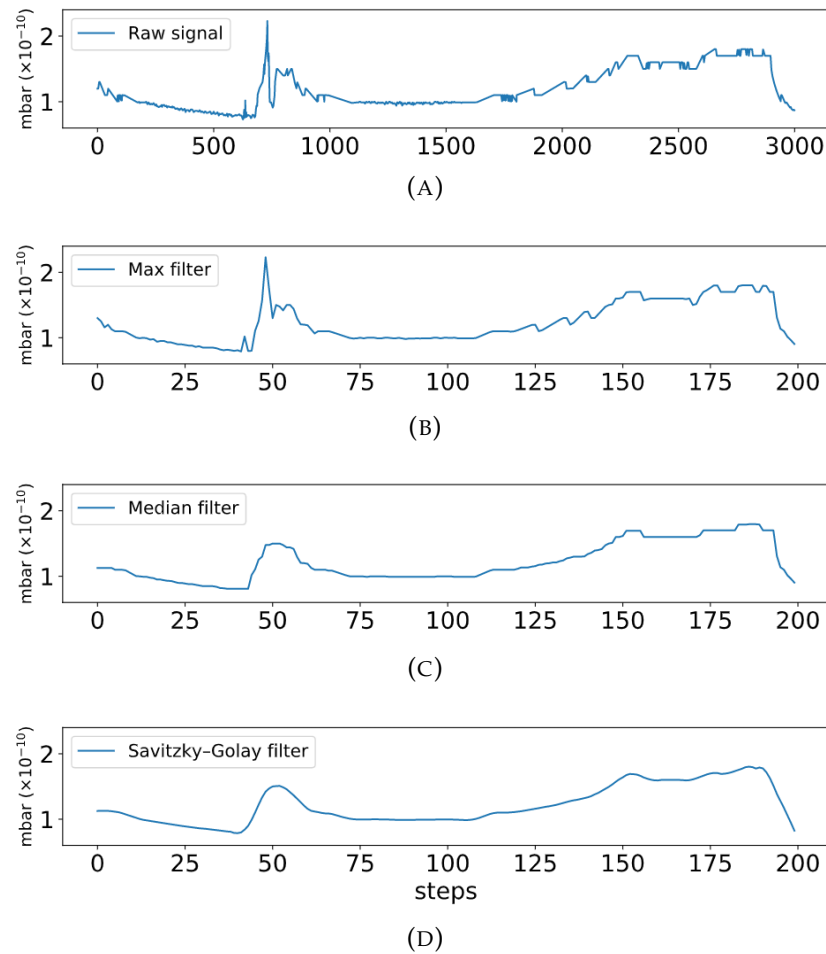 2
1
mbar (×10⁻¹⁰)
Raw signal
0 500 1000 1500 2000 2500 3000
(A)
2
1
mbar (×10⁻¹⁰)
Max filter
0 25 50 75 100 125 150 175 200
(B)
2
1
mbar (×10⁻¹⁰)
Median filter
0 25 50 75 100 125 150 175 200
(C)
2
1
mbar (×10⁻¹⁰)
Savitzky–Golay filter
0 25 50 75 100 125 150 175 200
steps
(D)